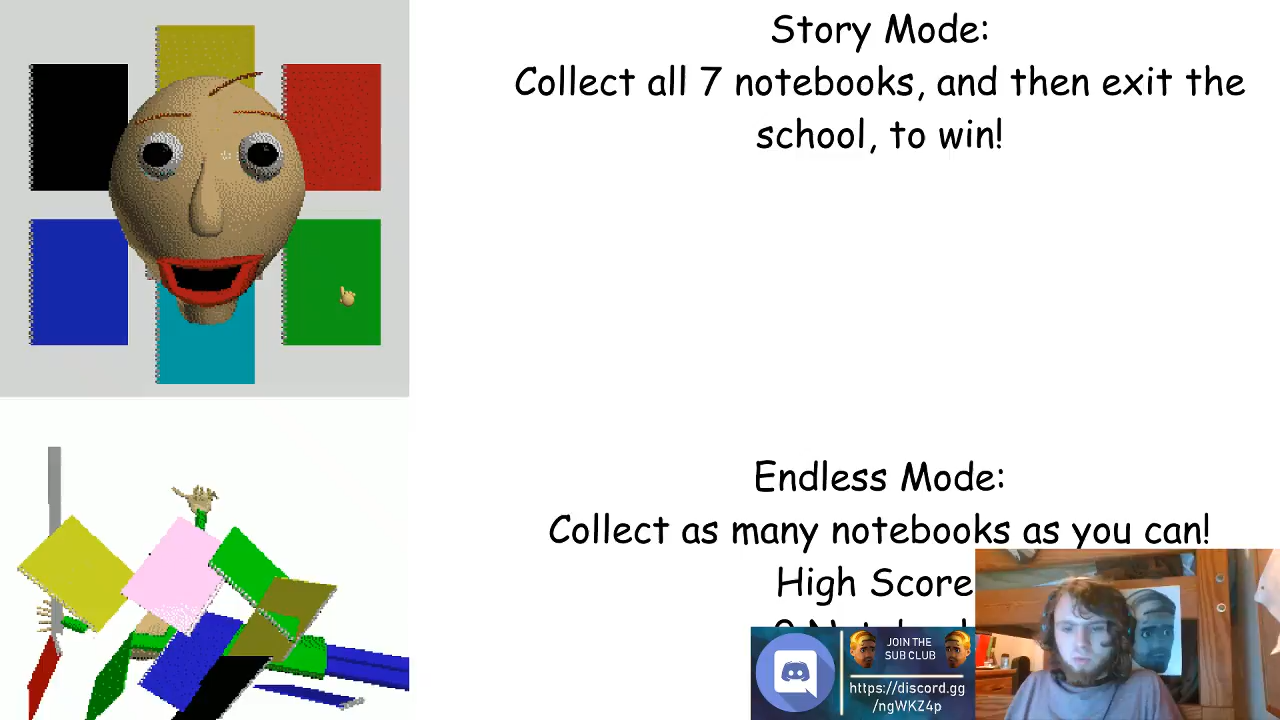 Story Mode:
Collect all 7 notebooks, and then exit the
school, to win!
Endless Mode:
Collect as many notebooks as you can!
High Score
JOIN THE
SUB CLUB
https://discord.gg
/ngWKZ4p